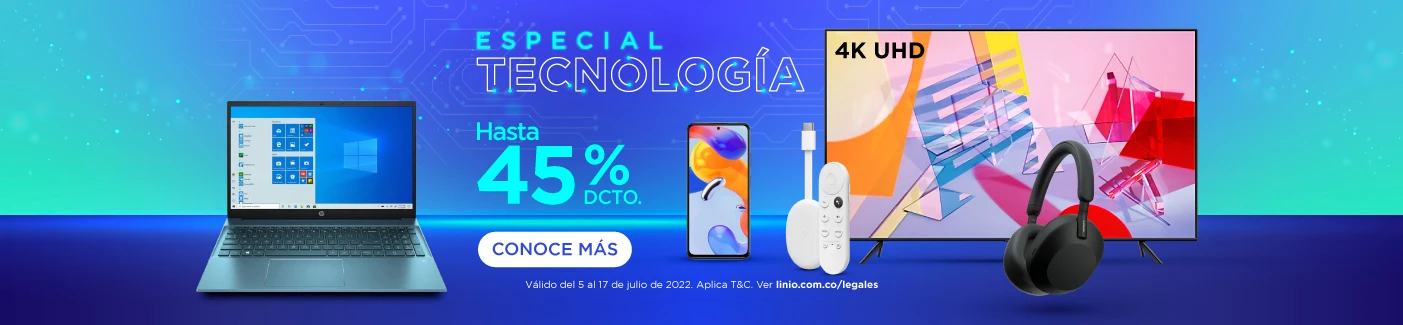 ESPECIAL
TECNOLOGÍA
4K UHD
Hasta
45%
DCTO.
CONOCE MÁS
Válido del 5 al 17 de julio de 2022. Aplica T&C. Ver linio.com.co/legales
hp